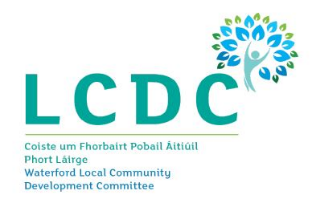 LCDC
Coiste um Fhorbairt Pobail Áitiúil
Phort Láirge
Waterford Local Community
Development Committee